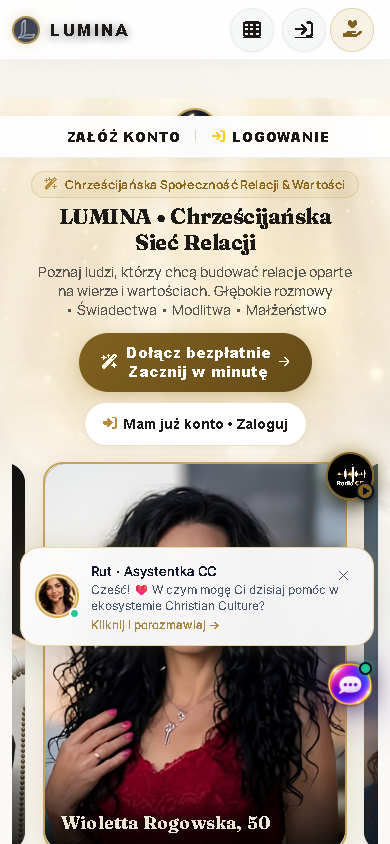 LUMINA
ZAŁÓŻ KONTO
LOGOWANIE
Chrześcijańska Społeczność Relacji & Wartości
LUMINA • Chrześcijańska
Sieć Relacji
Poznaj ludzi, którzy chcą budować relacje oparte
na wierze i wartościach. Głębokie rozmowy
• Świadectwa • Modlitwa • Małżeństwo
Dołącz bezpłatnie
Zacznij w minutę →
Mam już konto • Zaloguj
Rut · Asystentka CC
Cześć! ❤️ W czym mogę Ci dzisiaj pomóc w
ekosystemie Christian Culture?
Kliknij i porozmawiaj →
Wioletta Rogowska, 50